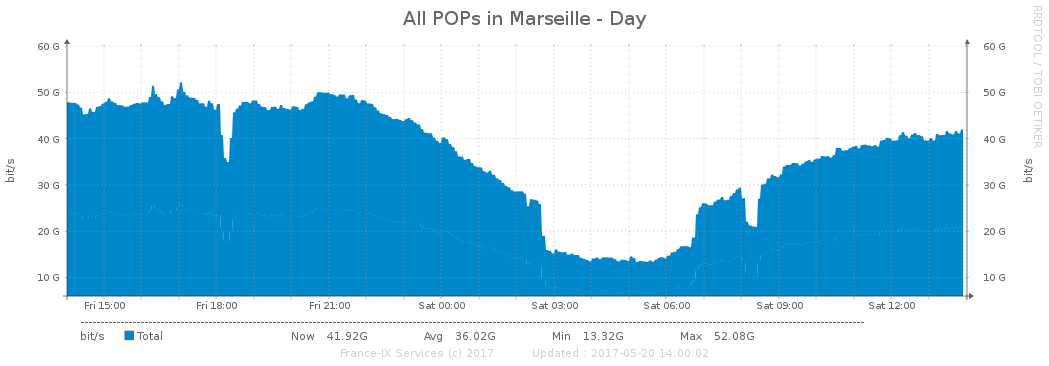 All POPs in Marseille - Day
RRDTOOL / TOBI OETIKER
60 G 60 G
50 G 50 G
40 G 40 G
30 G 30 G
20 G 20 G
10 G 10 G
bit/s
bit/s
Fri 15:00 Fri 18:00 Fri 21:00 Sat 00:00 Sat 03:00 Sat 06:00 Sat 09:00 Sat 12:00
bit/s Total Now 41.92G Avg 36.02G Min 13.32G Max 52.08G
France-IX Services (c) 2017 Updated : 2017-05-20 14:00:02